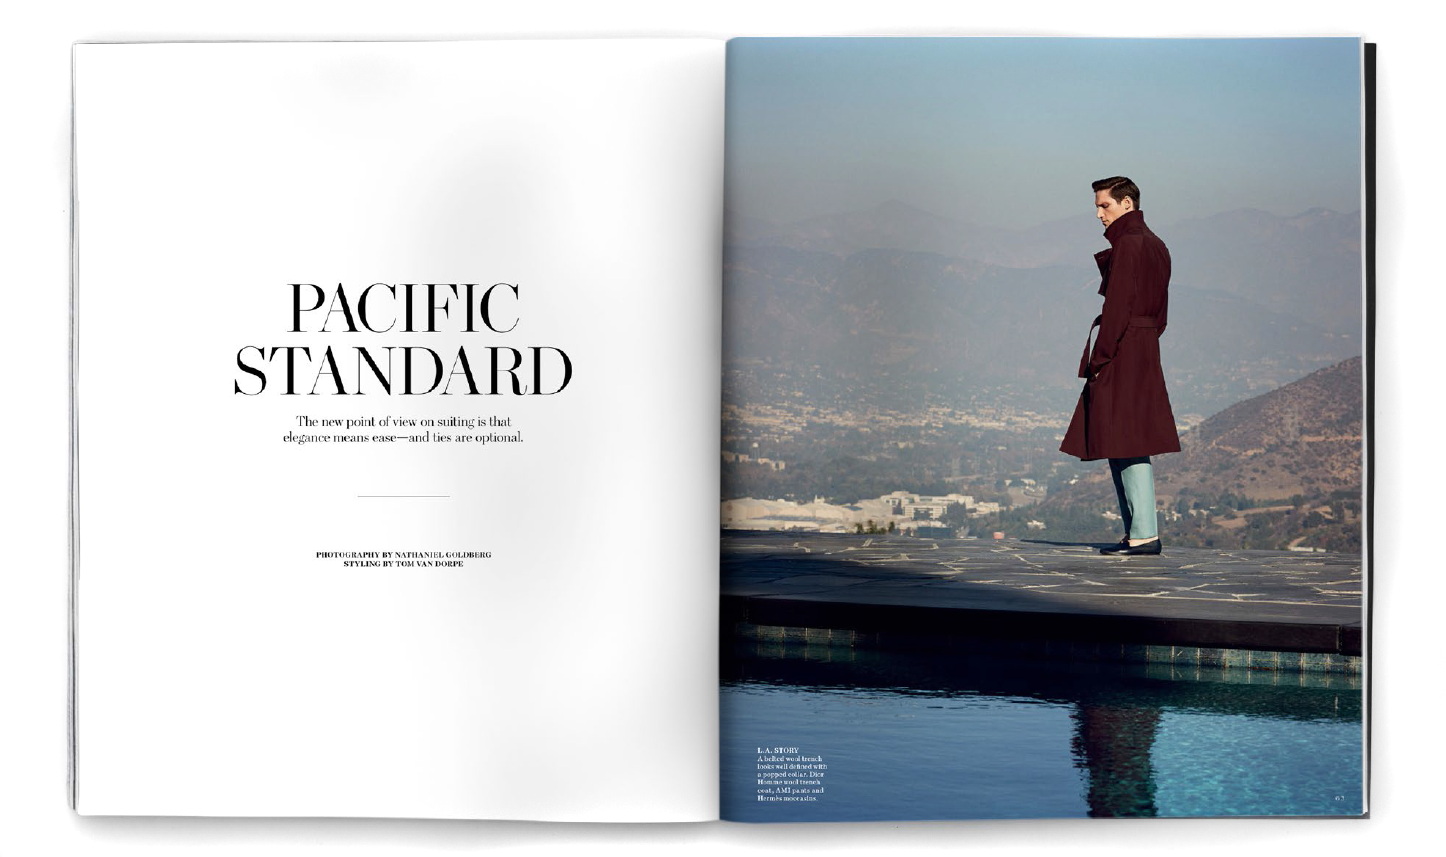 PACIFIC
STANDARD
The new point of view on suiting is that
elegance means ease—and ties are optional.
PHOTOGRAPHY BY NATHANIEL GOLDBERG
STYLING BY TOM VAN DORPE
L.A. STORY
A belted wool trench
looks well defined with
a popped collar. Dior
Homme wool trench
coat, AMI pants and
Hermès moccasins.